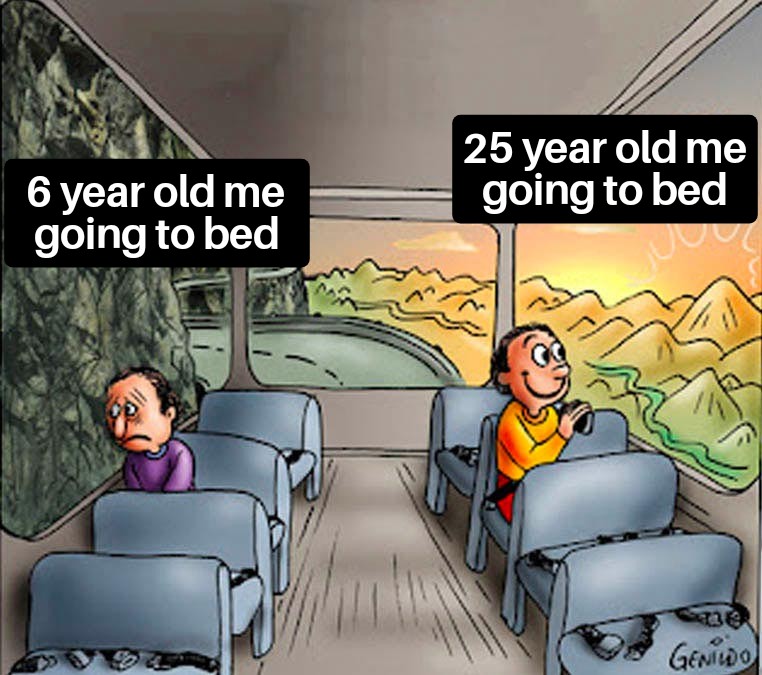 6 year old me
going to bed
25 year old me
going to bed
GENILDO